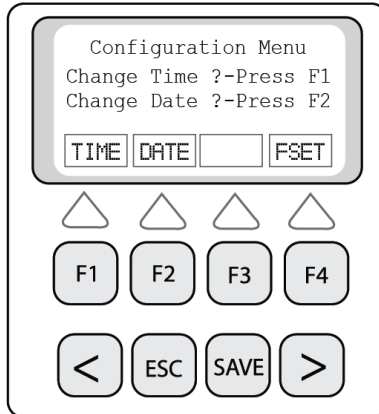 Configuration Menu
Change Time ?-Press F1
Change Date ?-Press F2
TIME DATE FSET
F1 F2 F3 F4
< ESC SAVE >